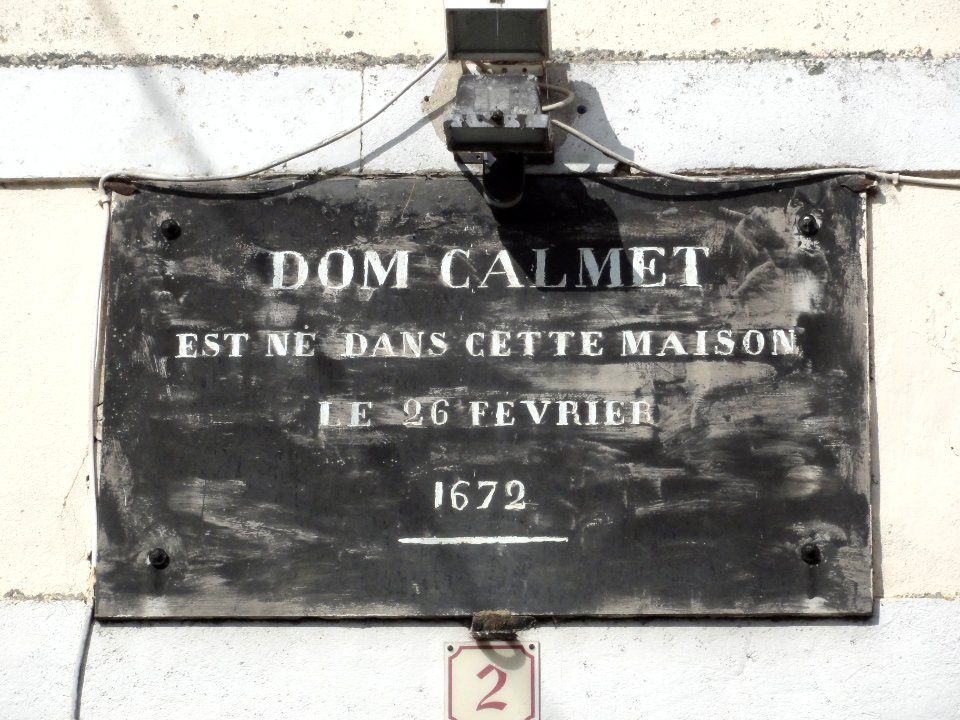 DOM CALMET
EST NÉ DANS CETTE MAISON
LE 26 FEVRIER
1672
2